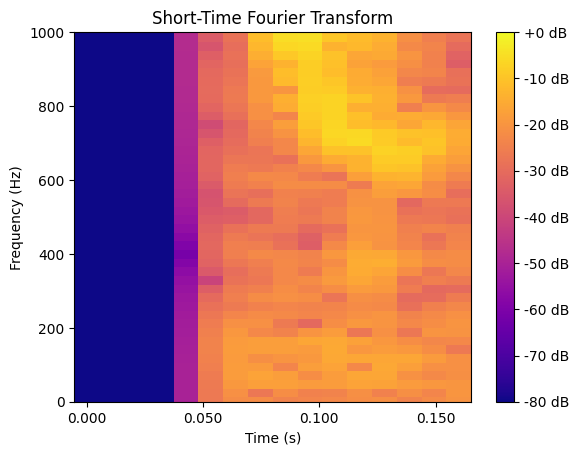 Short-Time Fourier Transform
1000
800
600
400
200
0
Frequency (Hz)
0.000
0.050
0.100
0.150
Time (s)
+0 dB
-10 dB
-20 dB
-30 dB
-40 dB
-50 dB
-60 dB
-70 dB
-80 dB